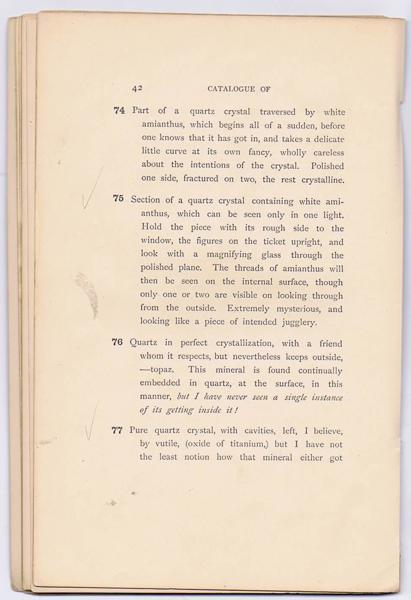 42 CATALOGUE OF
74 Part of a quartz crystal traversed by white
amianthus, which begins all of a sudden, before
one knows that it has got in, and takes a delicate
little curve at its own fancy, wholly careless
about the intentions of the crystal. Polished
one side, fractured on two, the rest crystalline.
75 Section of a quartz crystal containing white ami-
anthus, which can be seen only in one light.
Hold the piece with its rough side to the
window, the figures on the ticket upright, and
look with a magnifying glass through the
polished plane. The threads of amianthus will
then be seen on the internal surface, though
only one or two are visible on looking through
from the outside. Extremely mysterious, and
looking like a piece of intended jugglery.
76 Quartz in perfect crystallization, with a friend
whom it respects, but nevertheless keeps outside,
—topaz. This mineral is found continually
embedded in quartz, at the surface, in this
manner, but I have never seen a single instance
of its getting inside it!
77 Pure quartz crystal, with cavities, left, I believe,
by vutile, (oxide of titanium,) but I have not
the least notion how that mineral either got